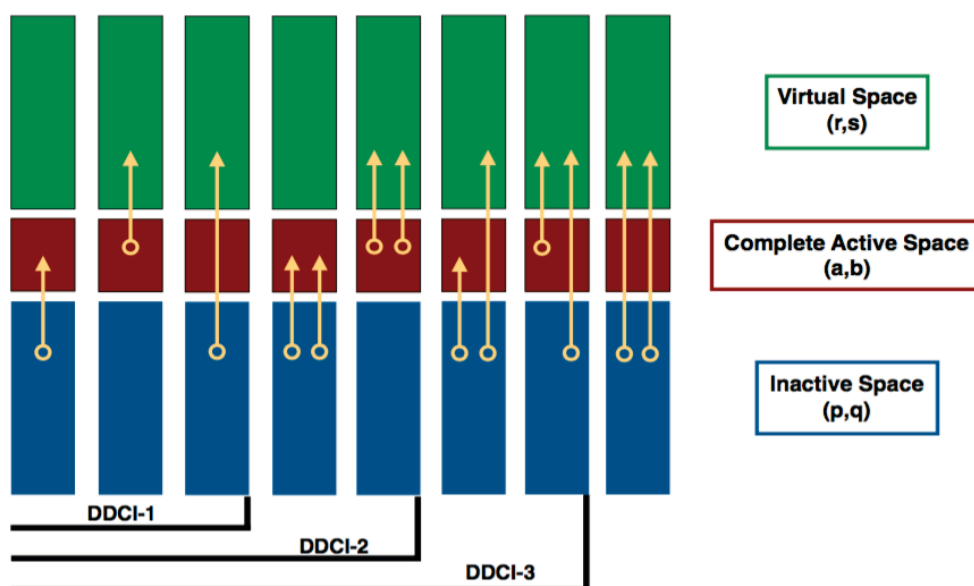 Virtual Space
(r,s)
Complete Active Space
(a,b)
Inactive Space
(p,q)
DDCI-1
DDCI-2
DDCI-3